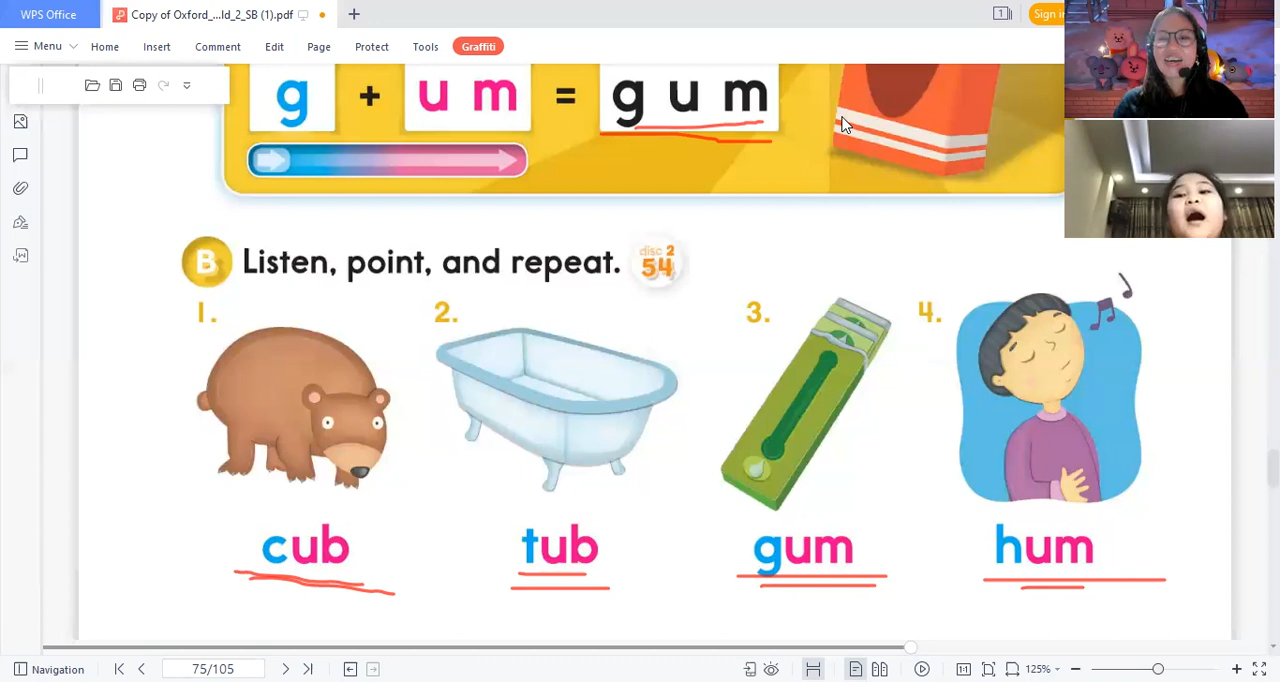 WPS Office
Copy of Oxford_...ld_2_SB (1).pdf
1
Sign in
Menu Home Insert Comment Edit Page Protect Tools Graffiti
g + u m = g u m
B Listen, point, and repeat. disc 2 54
1. 2. 3. 4.
cub tub gum hum
Navigation 75/105 125%